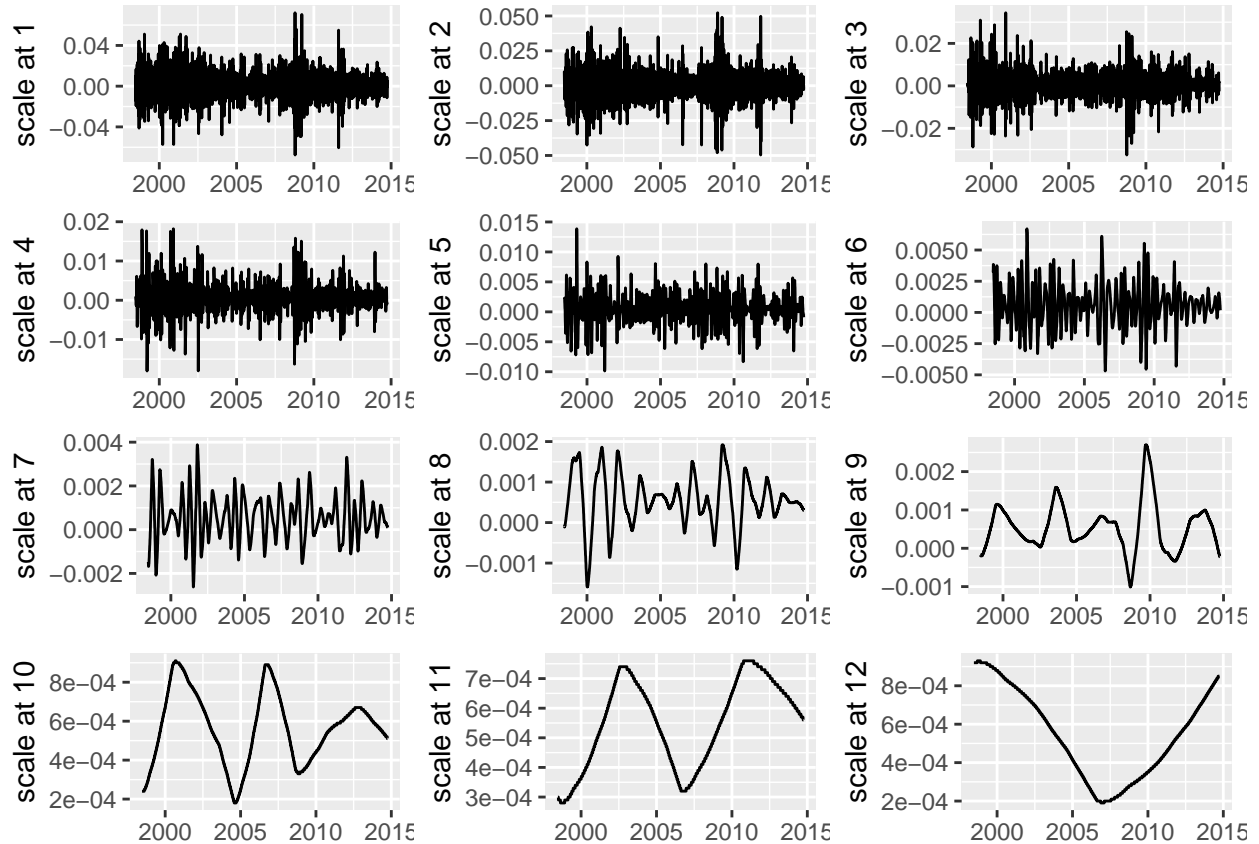 scale at 1
0.04
0.00
−0.04
2000 2005 2010 2015
scale at 2
0.050
0.025
0.000
−0.025
−0.050
2000 2005 2010 2015
scale at 3
0.02
0.00
−0.02
2000 2005 2010 2015
scale at 4
0.02
0.01
0.00
−0.01
2000 2005 2010 2015
scale at 5
0.015
0.010
0.005
0.000
−0.005
−0.010
2000 2005 2010 2015
scale at 6
0.0050
0.0025
0.0000
−0.0025
−0.0050
2000 2005 2010 2015
scale at 7
0.004
0.002
0.000
−0.002
2000 2005 2010 2015
scale at 8
0.002
0.001
0.000
−0.001
2000 2005 2010 2015
scale at 9
0.002
0.001
0.000
−0.001
2000 2005 2010 2015
scale at 10
8e−04
6e−04
4e−04
2e−04
2000 2005 2010 2015
scale at 11
7e−04
6e−04
5e−04
4e−04
3e−04
2000 2005 2010 2015
scale at 12
8e−04
6e−04
4e−04
2e−04
2000 2005 2010 2015